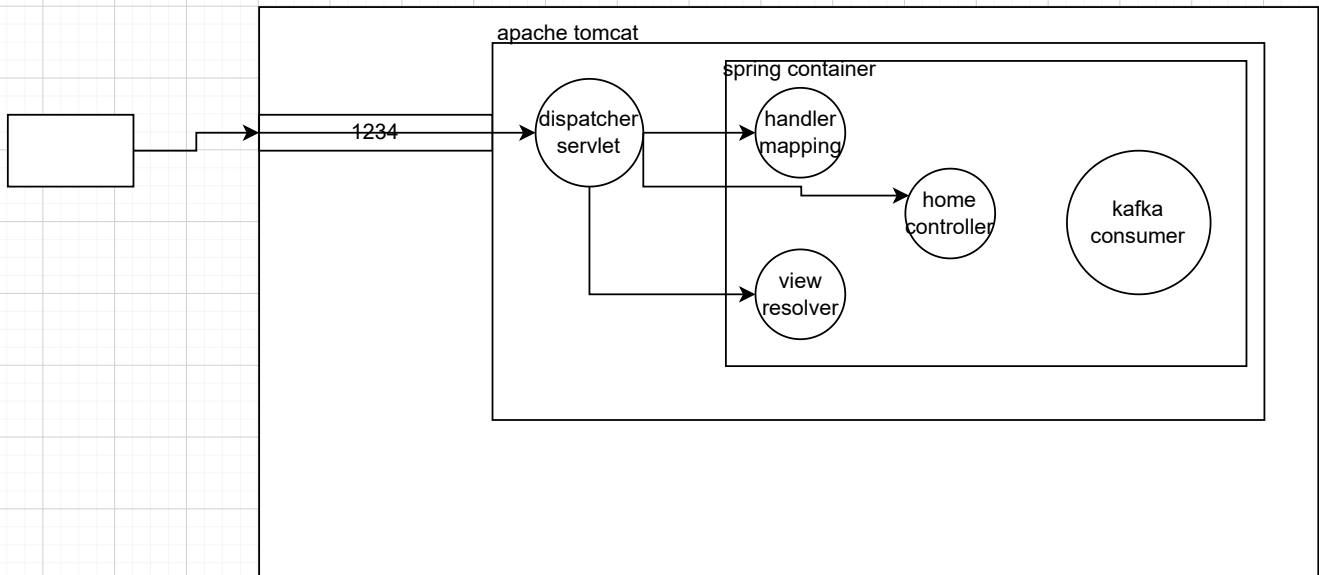 apache tomcat
spring container
1234
dispatcher
servlet
handler
mapping
home
controller
kafka
consumer
view
resolver